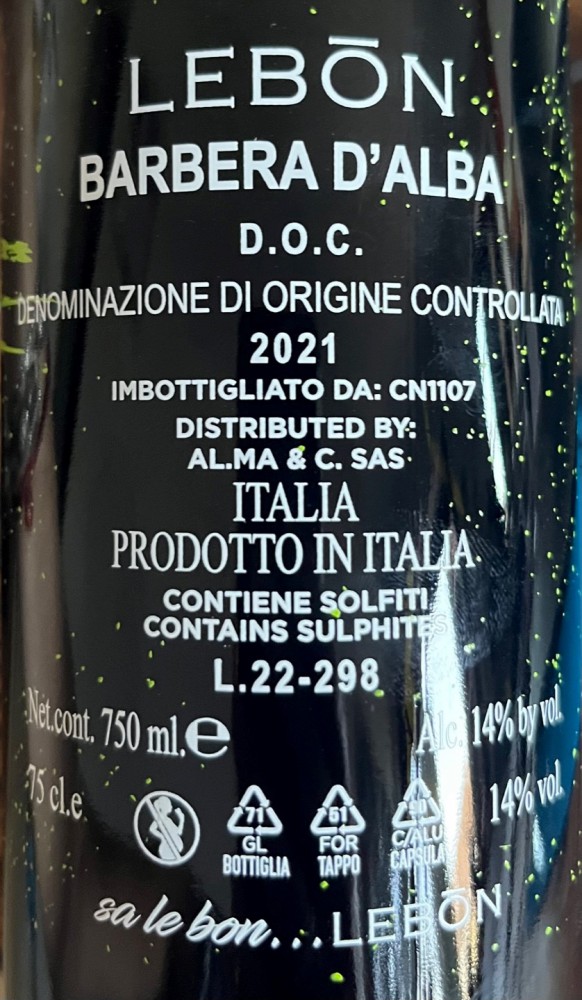 LEBŌN
BARBERA D'ALBA
D.O.C.
DENOMINAZIONE DI ORIGINE CONTROLLATA
2021
IMBOTTIGLIATO DA: CN1107
DISTRIBUTED BY:
AL.MA & C. SAS
ITALIA
PRODOTTO IN ITALIA
CONTIENE SOLFITI
CONTAINS SULPHITES
L.22-298
Net.cont. 750 ml.e Alc. 14% by vol.
75 cl.e 14% vol.
71 51 90
GL FOR C/ALU
BOTTIGLIA TAPPO CAPSULA
sa le bon...LEBŌN